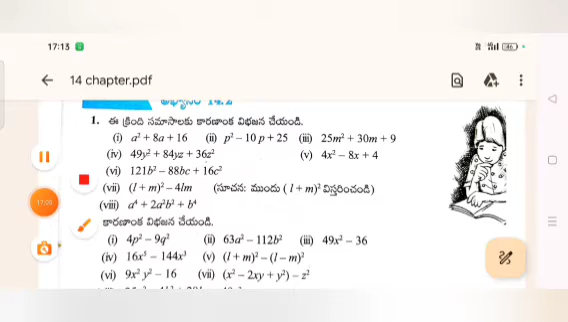 17:13
14 chapter.pdf
1. ఈ క్రింది సమాసాలకు కారణాంక విభజన చేయండి.
(i) a² + 8a + 16 (ii) p² – 10 p + 25 (iii) 25m² + 30m + 9
(iv) 49y² + 84yz + 36z² (v) 4x² – 8x + 4
(vi) 121b² – 88bc + 16c²
(vii) (l + m)² – 4lm (సూచన: ముందు ( l + m)² విస్తరించండి)
(viii) a⁴ + 2a²b² + b⁴
కారణాంక విభజన చేయండి.
(i) 4p² – 9q² (ii) 63a² – 112b² (iii) 49x² – 36
(iv) 16x⁵ – 144x³ (v) (l + m)² – (l – m)²
(vi) 9x² y² – 16 (vii) (x² – 2xy + y²) – z²